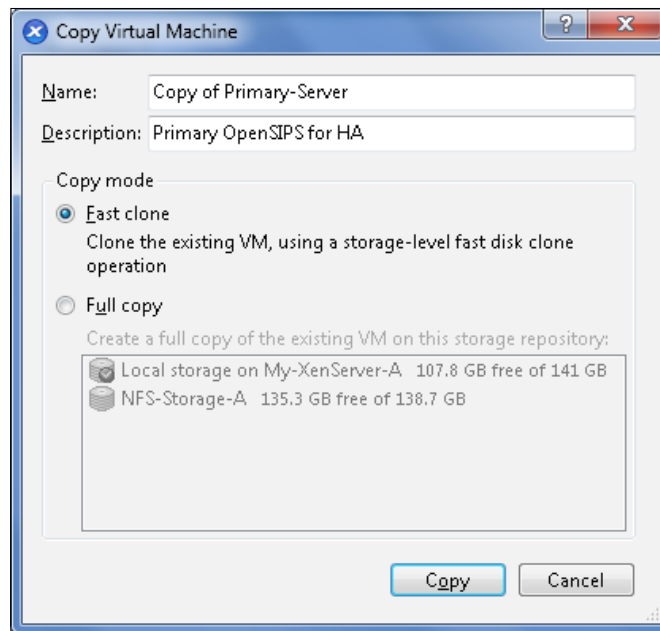 Copy Virtual Machine
Name: Copy of Primary-Server
Description: Primary OpenSIPS for HA
Copy mode
Fast clone
Clone the existing VM, using a storage-level fast disk clone
operation
Full copy
Create a full copy of the existing VM on this storage repository:
Local storage on My-XenServer-A 107.8 GB free of 141 GB
NFS-Storage-A 135.3 GB free of 138.7 GB
Copy Cancel